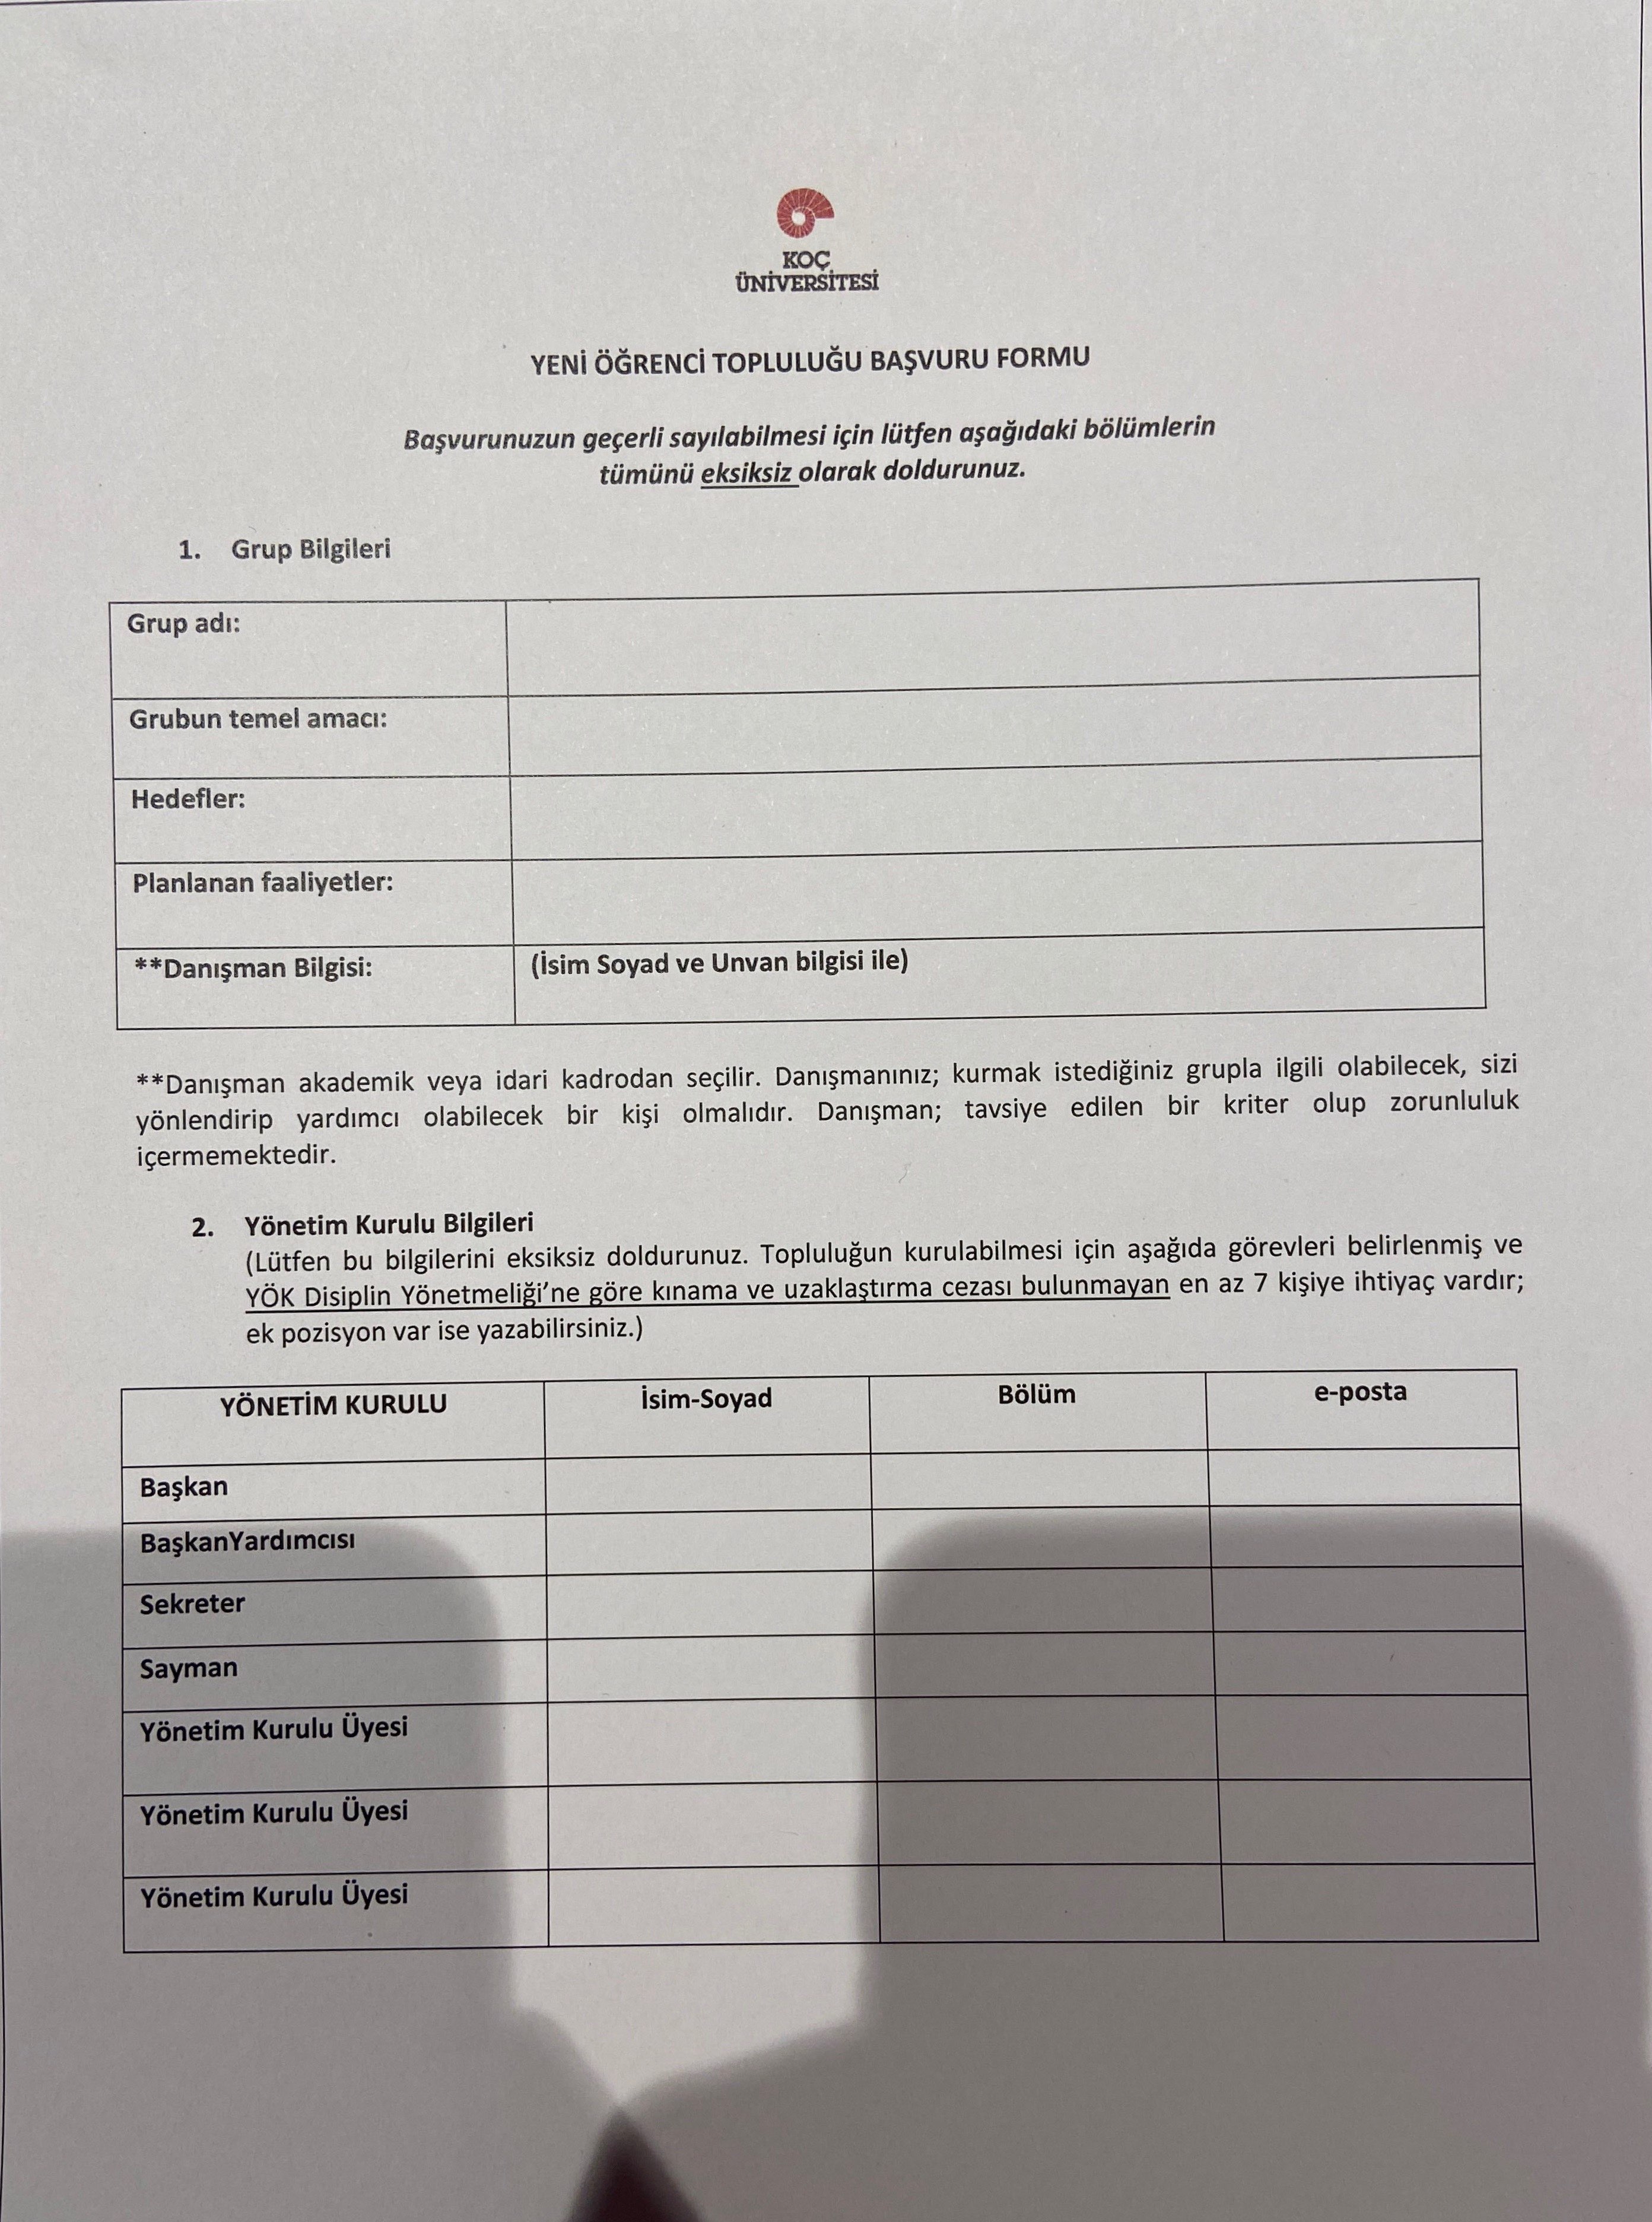 KOÇ
ÜNİVERSİTESİ
YENİ ÖĞRENCİ TOPLULUĞU BAŞVURU FORMU
Başvurunuzun geçerli sayılabilmesi için lütfen aşağıdaki bölümlerin
tümünü eksiksiz olarak doldurunuz.
1. Grup Bilgileri
Grup adı:
Grubun temel amacı:
Hedefler:
Planlanan faaliyetler:
**Danışman Bilgisi: (İsim Soyad ve Unvan bilgisi ile)
**Danışman akademik veya idari kadrodan seçilir. Danışmanınız; kurmak istediğiniz grupla ilgili olabilecek, sizi
yönlendirip yardımcı olabilecek bir kişi olmalıdır. Danışman; tavsiye edilen bir kriter olup zorunluluk
içermemektedir.
2. Yönetim Kurulu Bilgileri
(Lütfen bu bilgilerini eksiksiz doldurunuz. Topluluğun kurulabilmesi için aşağıda görevleri belirlenmiş ve
YÖK Disiplin Yönetmeliği'ne göre kınama ve uzaklaştırma cezası bulunmayan en az 7 kişiye ihtiyaç vardır;
ek pozisyon var ise yazabilirsiniz.)
YÖNETİM KURULU İsim-Soyad Bölüm e-posta
Başkan
BaşkanYardımcısı
Sekreter
Sayman
Yönetim Kurulu Üyesi
Yönetim Kurulu Üyesi
Yönetim Kurulu Üyesi